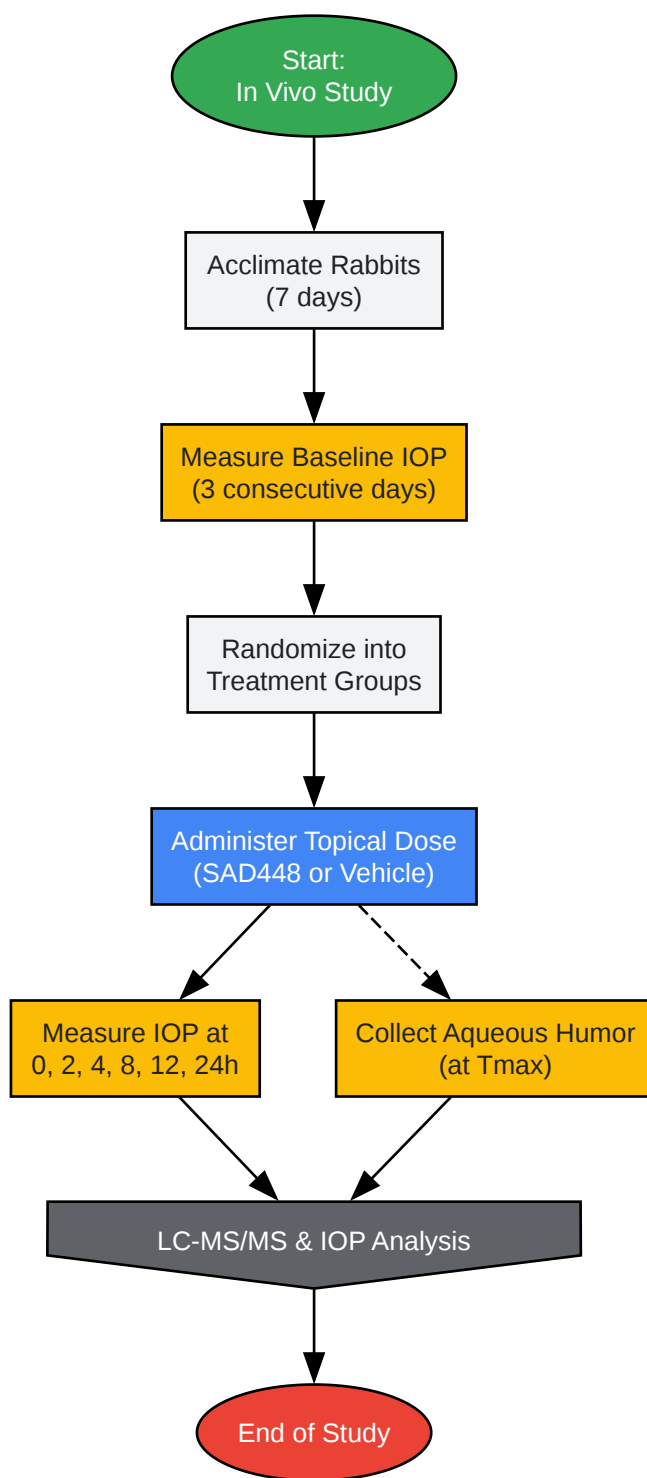 Start:
In Vivo Study
Acclimate Rabbits
(7 days)
Measure Baseline IOP
(3 consecutive days)
Randomize into
Treatment Groups
Administer Topical Dose
(SAD448 or Vehicle)
Measure IOP at
0, 2, 4, 8, 12, 24h
Collect Aqueous Humor
(at Tmax)
LC-MS/MS & IOP Analysis
End of Study